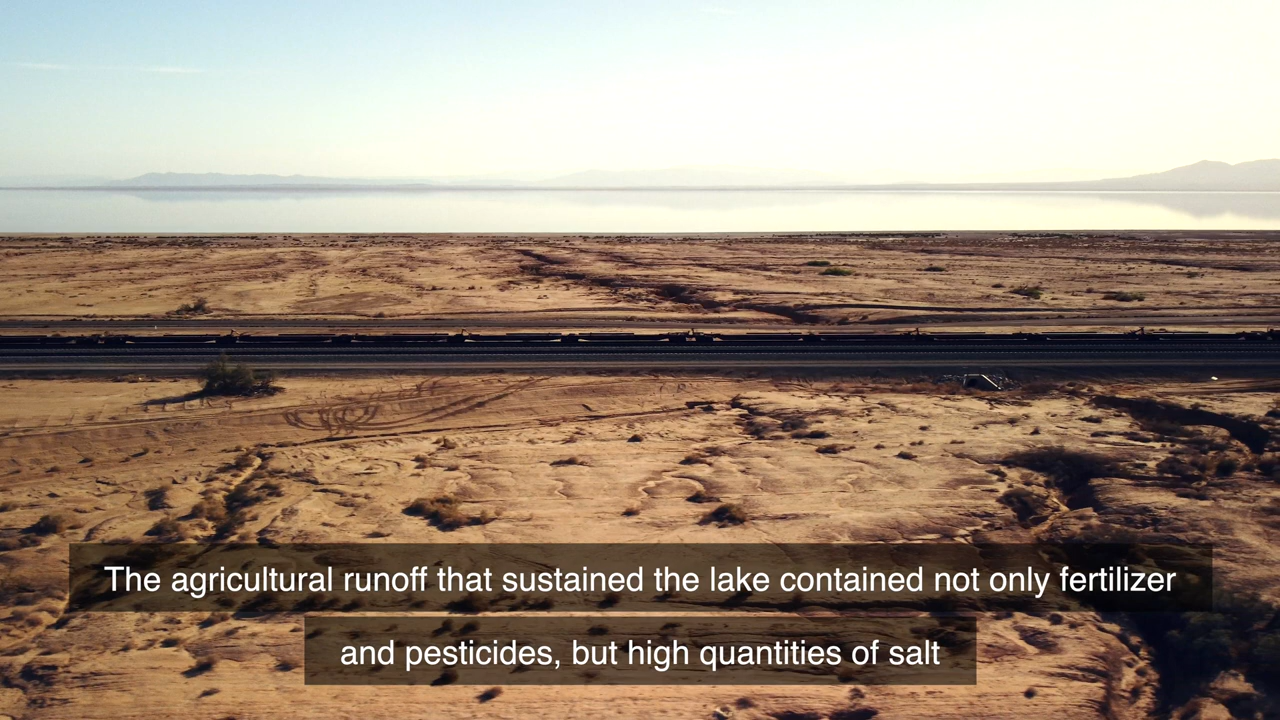 The agricultural runoff that sustained the lake contained not only fertilizer
and pesticides, but high quantities of salt